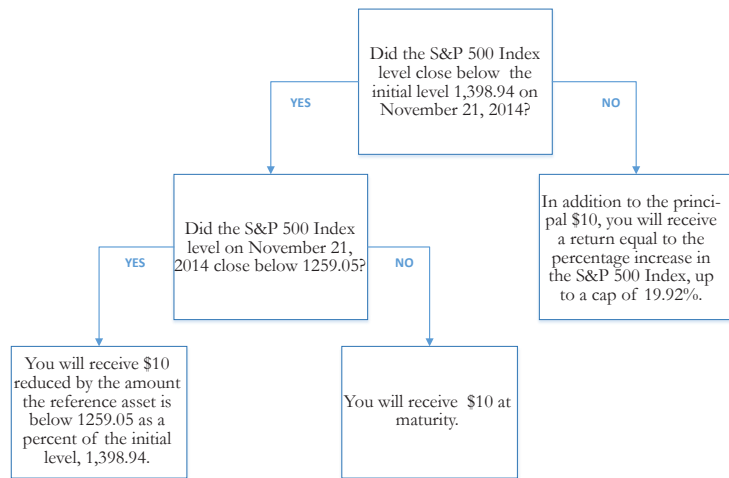 Did the S&P 500 Index
level close below the
initial level 1,398.94 on
November 21, 2014?
YES
NO
Did the S&P 500 Index
level on November 21,
2014 close below 1259.05?
In addition to the princi-
pal $10, you will receive
a return equal to the
percentage increase in
the S&P 500 Index, up
to a cap of 19.92%.
YES
NO
You will receive $10
reduced by the amount
the reference asset is
below 1259.05 as a
percent of the initial
level, 1,398.94.
You will receive $10 at
maturity.